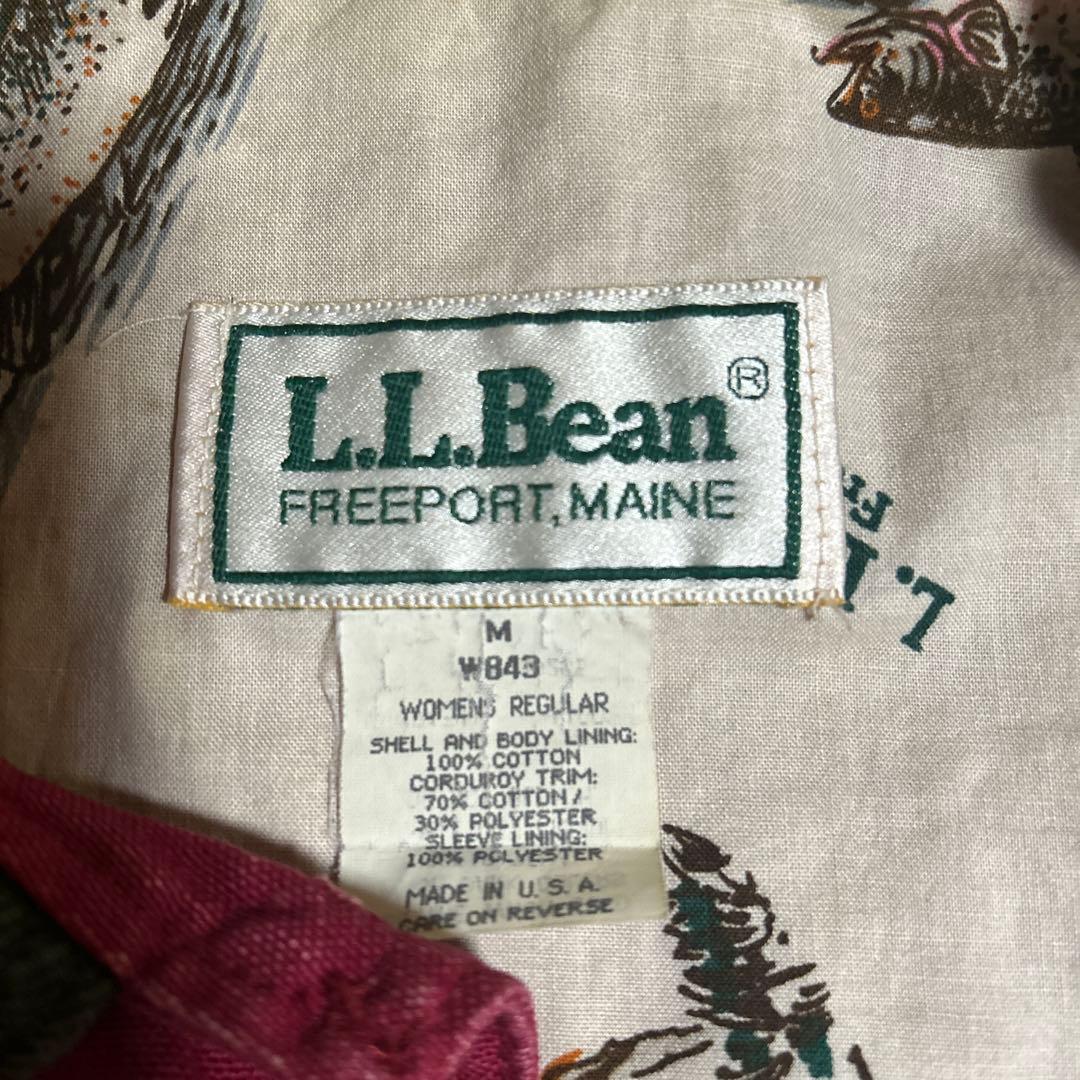 L.L.Bean®
FREEPORT, MAINE
M
W843
WOMENS REGULAR
SHELL AND BODY LINING:
100% COTTON
CORDUROY TRIM:
70% COTTON/
30% POLYESTER
SLEEVE LINING:
100% POLYESTER
MADE IN U.S.A.
CARE ON REVERSE
L.L